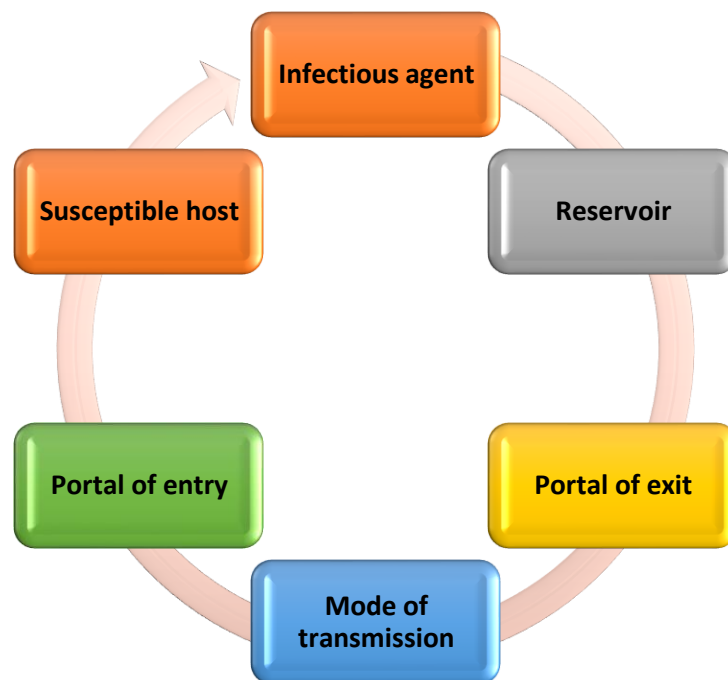 Infectious agent
Reservoir
Portal of exit
Mode of
transmission
Portal of entry
Susceptible host